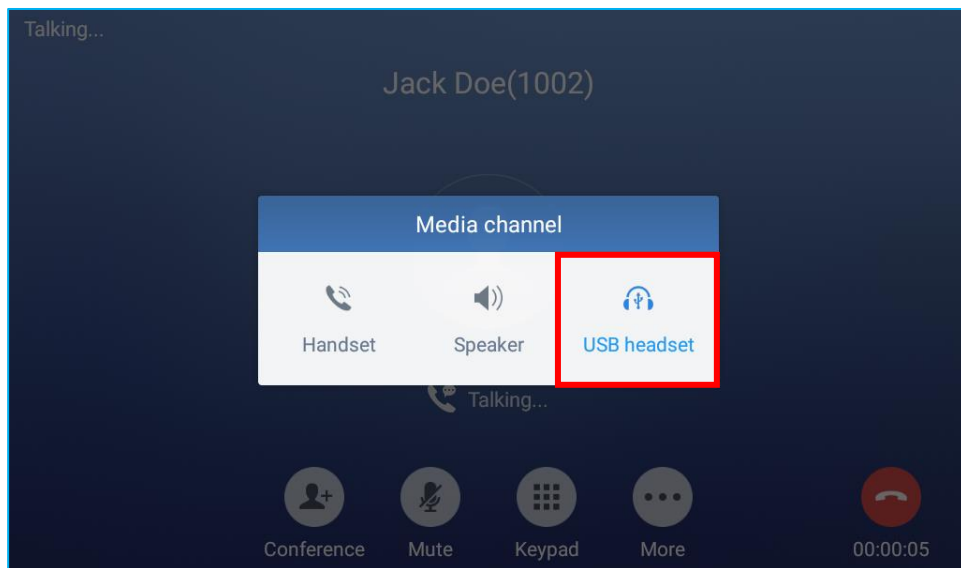 Talking...
Jack Doe(1002)
Media channel
Handset Speaker USB headset
Talking...
Conference Mute Keypad More 00:00:05